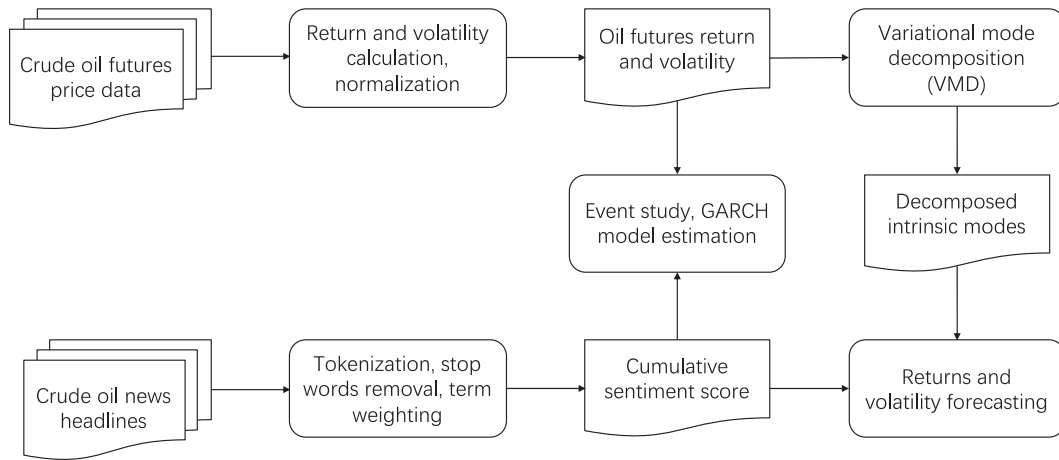 Crude oil futures
price data
Return and volatility
calculation,
normalization
Oil futures return
and volatility
Variational mode
decomposition
(VMD)
Event study, GARCH
model estimation
Decomposed
intrinsic modes
Crude oil news
headlines
Tokenization, stop
words removal, term
weighting
Cumulative
sentiment score
Returns and
volatility forecasting